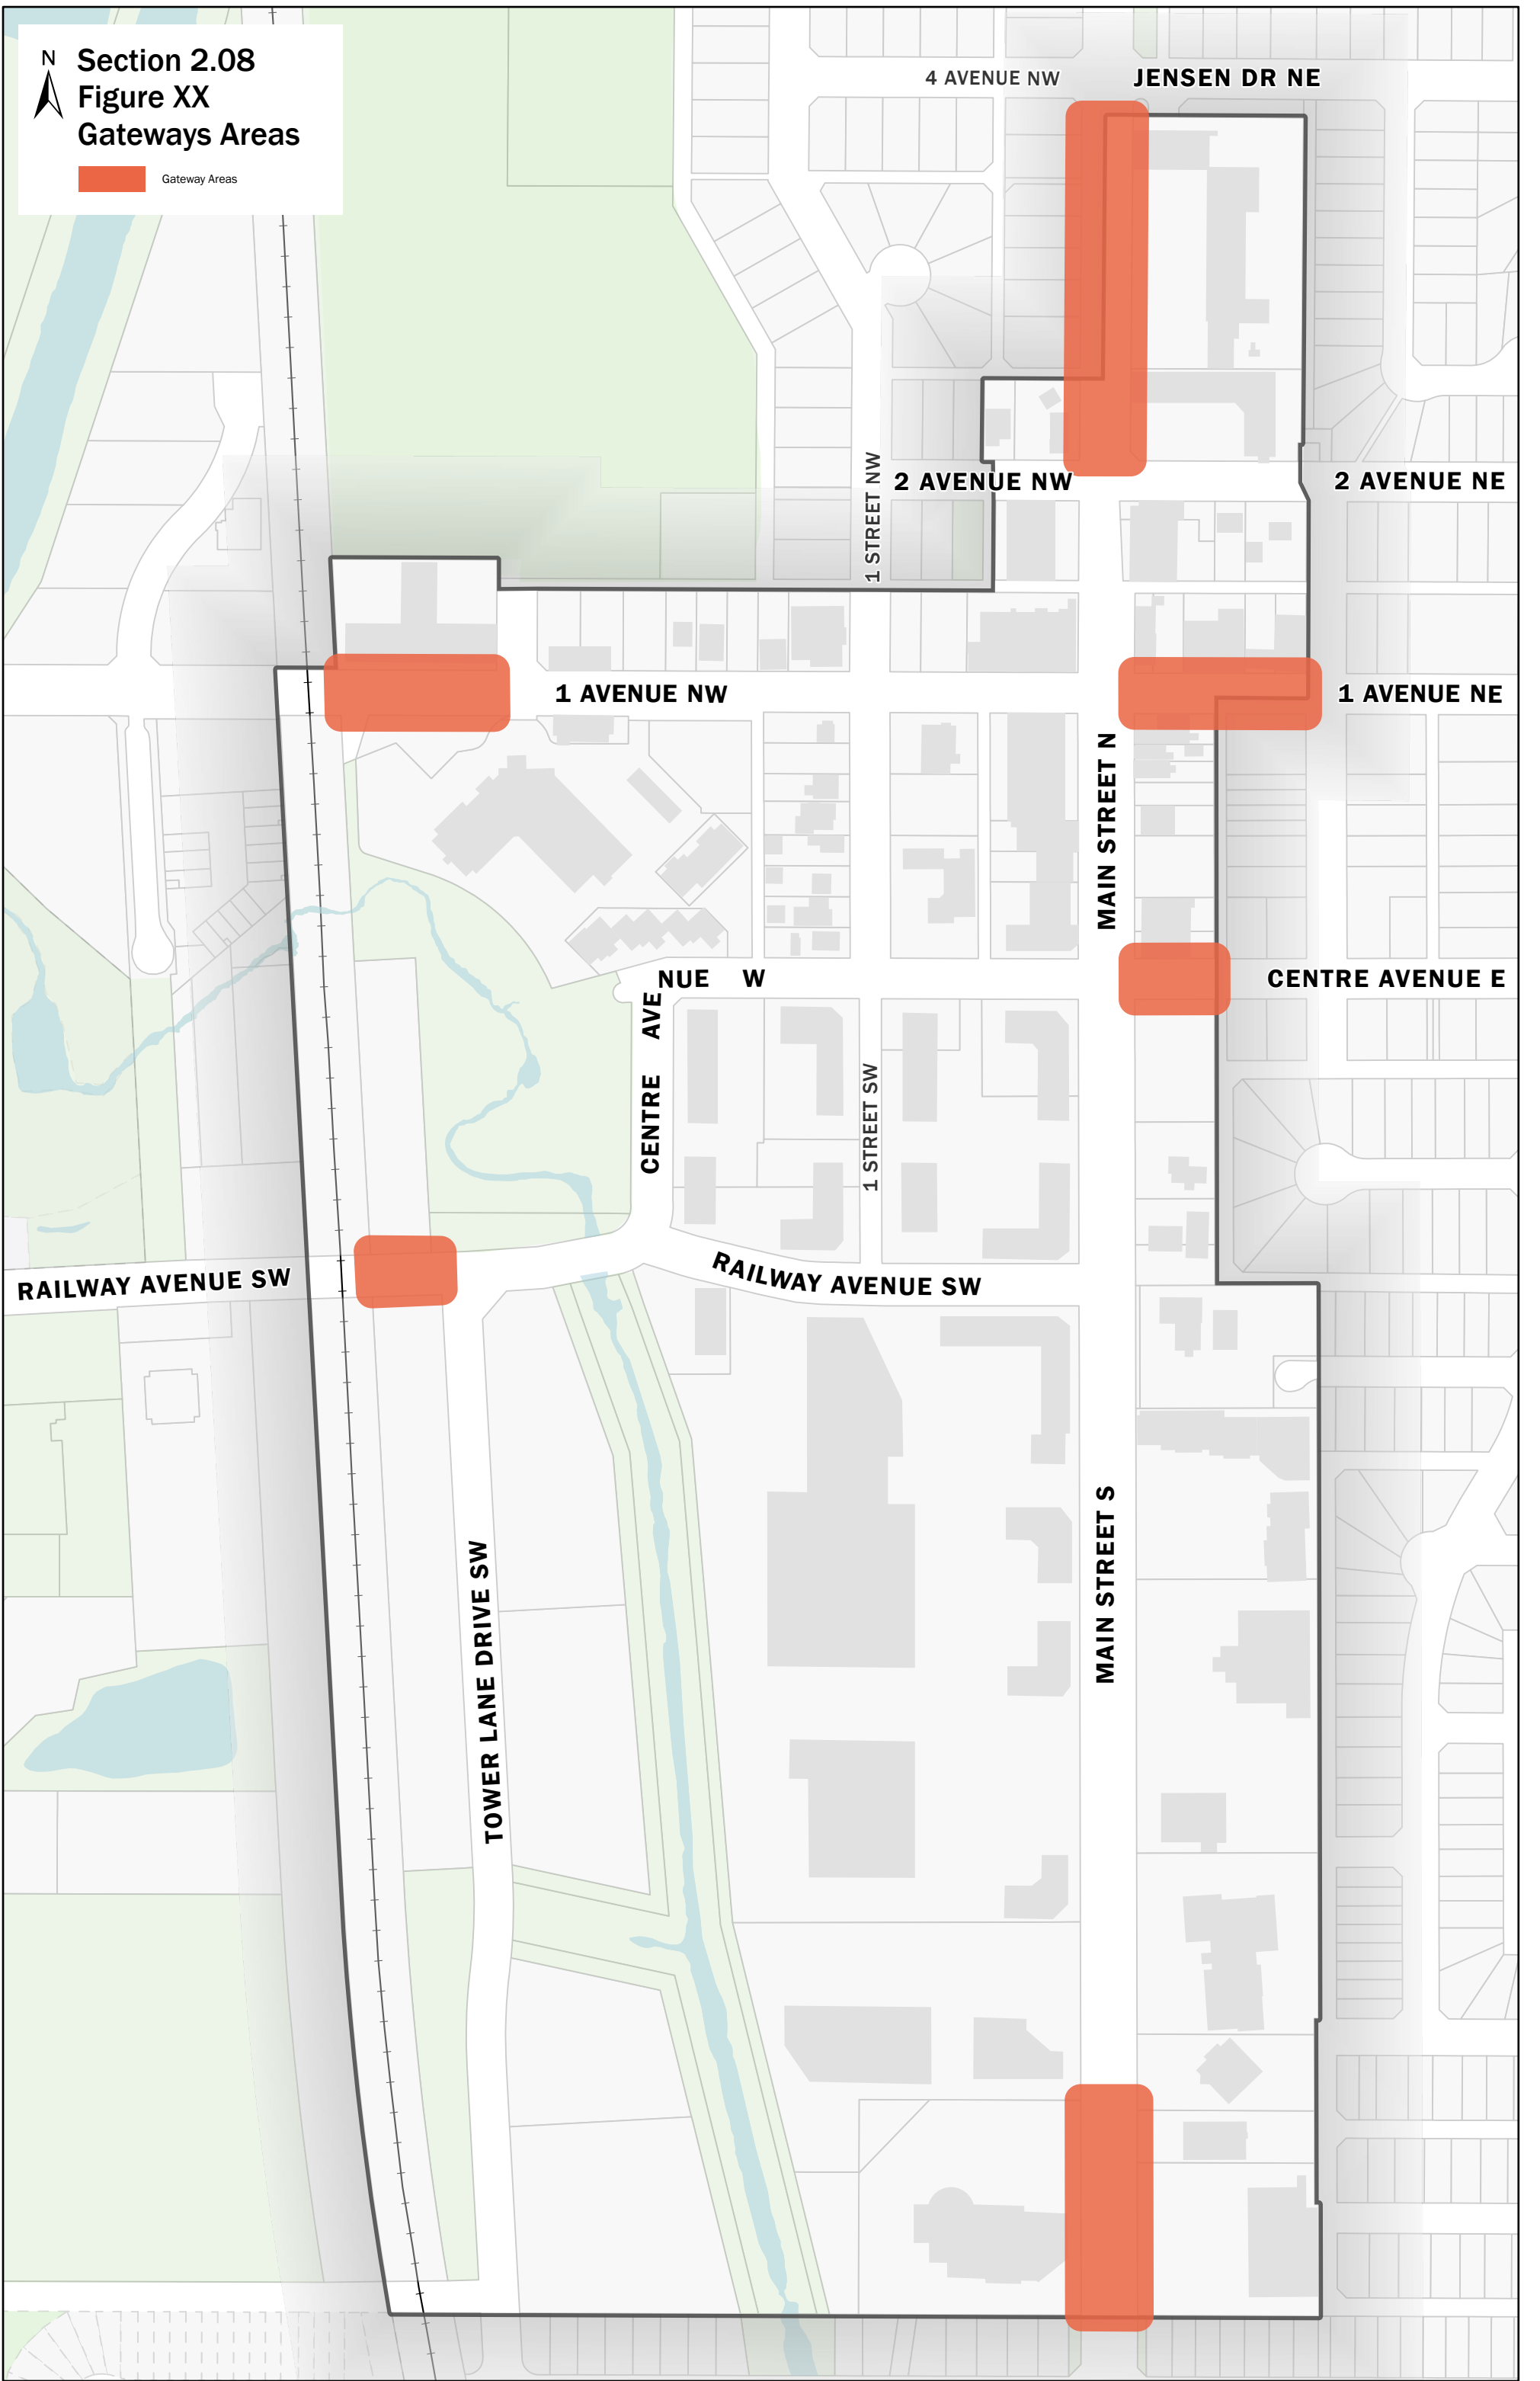 N
Section 2.08
Figure XX
Gateways Areas
Gateway Areas
4 AVENUE NW
JENSEN DR NE
1 STREET NW
2 AVENUE NW
2 AVENUE NE
1 AVENUE NW
1 AVENUE NE
MAIN STREET N
NUE W
CENTRE AVE
CENTRE AVENUE E
1 STREET SW
RAILWAY AVENUE SW
RAILWAY AVENUE SW
TOWER LANE DRIVE SW
MAIN STREET S